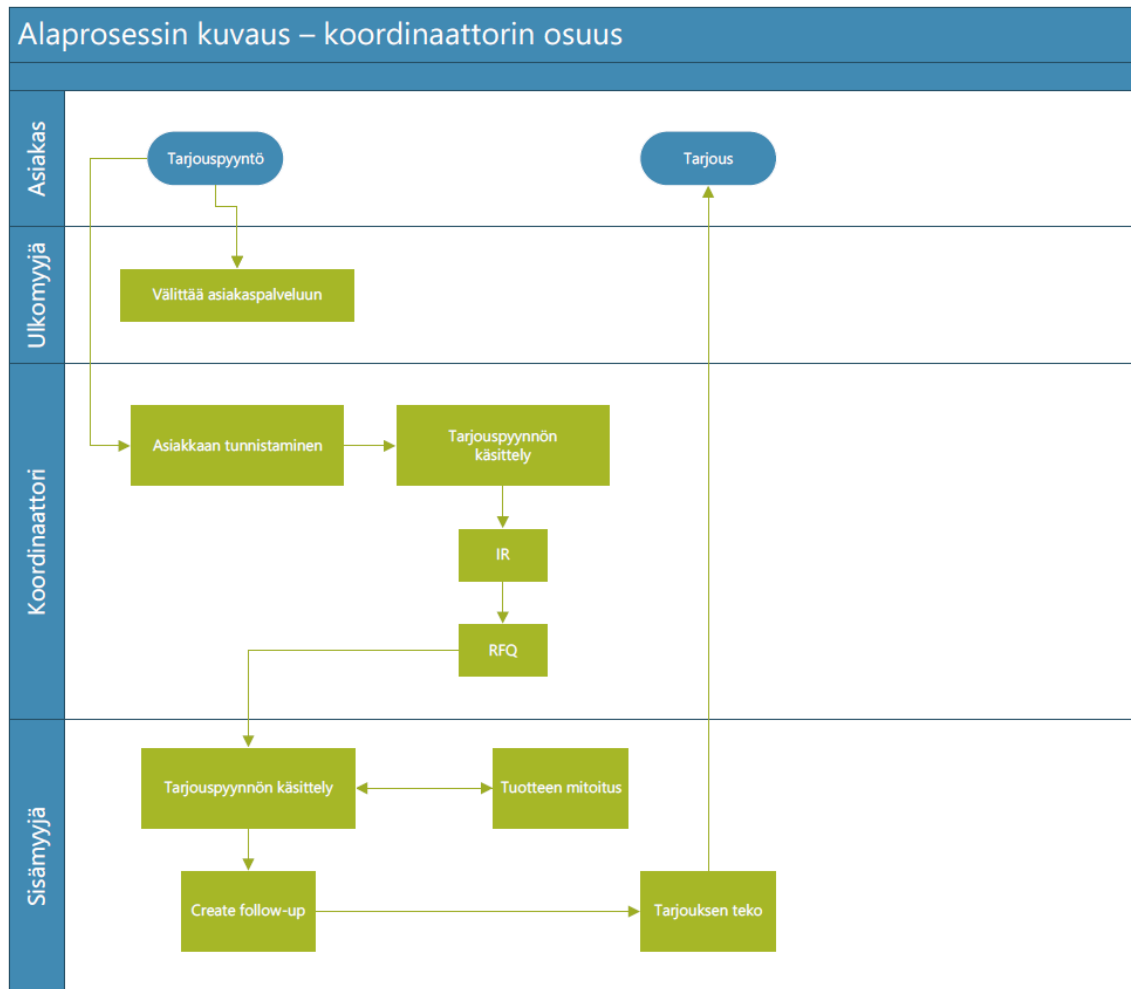 Alaprosessin kuvaus – koordinaattorin osuus
Asiakas
Tarjouspyyntö
Tarjous
Ulkomyyjä
Välittää asiakaspalveluun
Koordinaattori
Asiakkaan tunnistaminen
Tarjouspyynnön
käsittely
IR
RFQ
Sisämyyjä
Tarjouspyynnön käsittely
Tuotteen mitoitus
Create follow-up
Tarjouksen teko